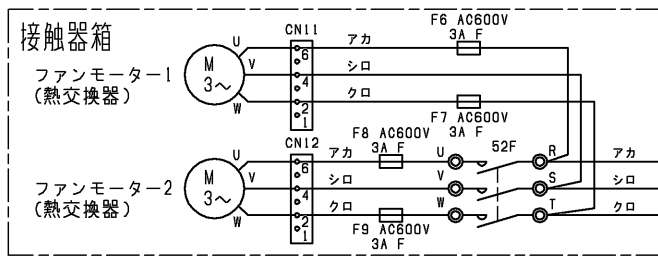 接触器箱
ファンモーター1
(熱交換器)
M
3～
U
V
W
CN11
6
4
2
1
アカ
シロ
クロ
F6 AC600V
3A F
F7 AC600V
3A F
ファンモーター2
(熱交換器)
M
3～
U
V
W
CN12
6
4
2
1
アカ
シロ
クロ
F8 AC600V
3A F
F9 AC600V
3A F
U
V
W
52F
R
S
T
アカ
シロ
クロ